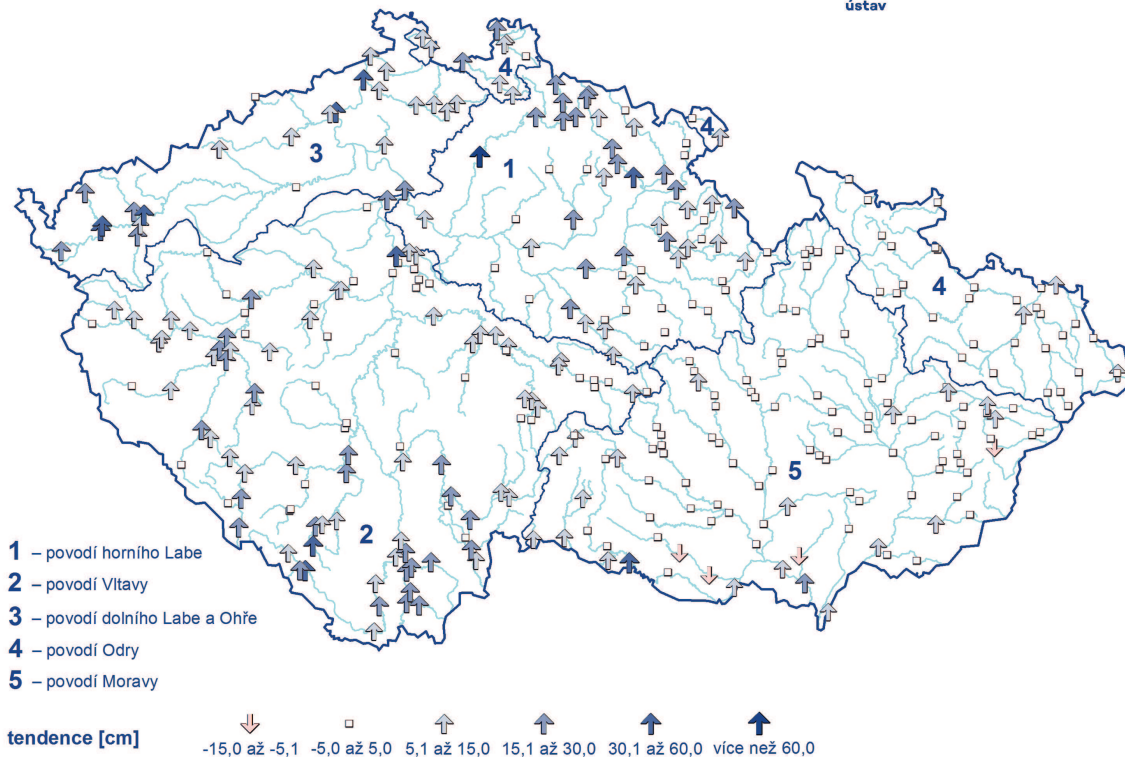 ústav
4
4
3
1
4
5
2
1 – povodí horního Labe
2 – povodí Vltavy
3 – povodí dolního Labe a Ohře
4 – povodí Odry
5 – povodí Moravy
tendence [cm]
-15,0 až -5,1 -5,0 až 5,0 5,1 až 15,0 15,1 až 30,0 30,1 až 60,0 více než 60,0